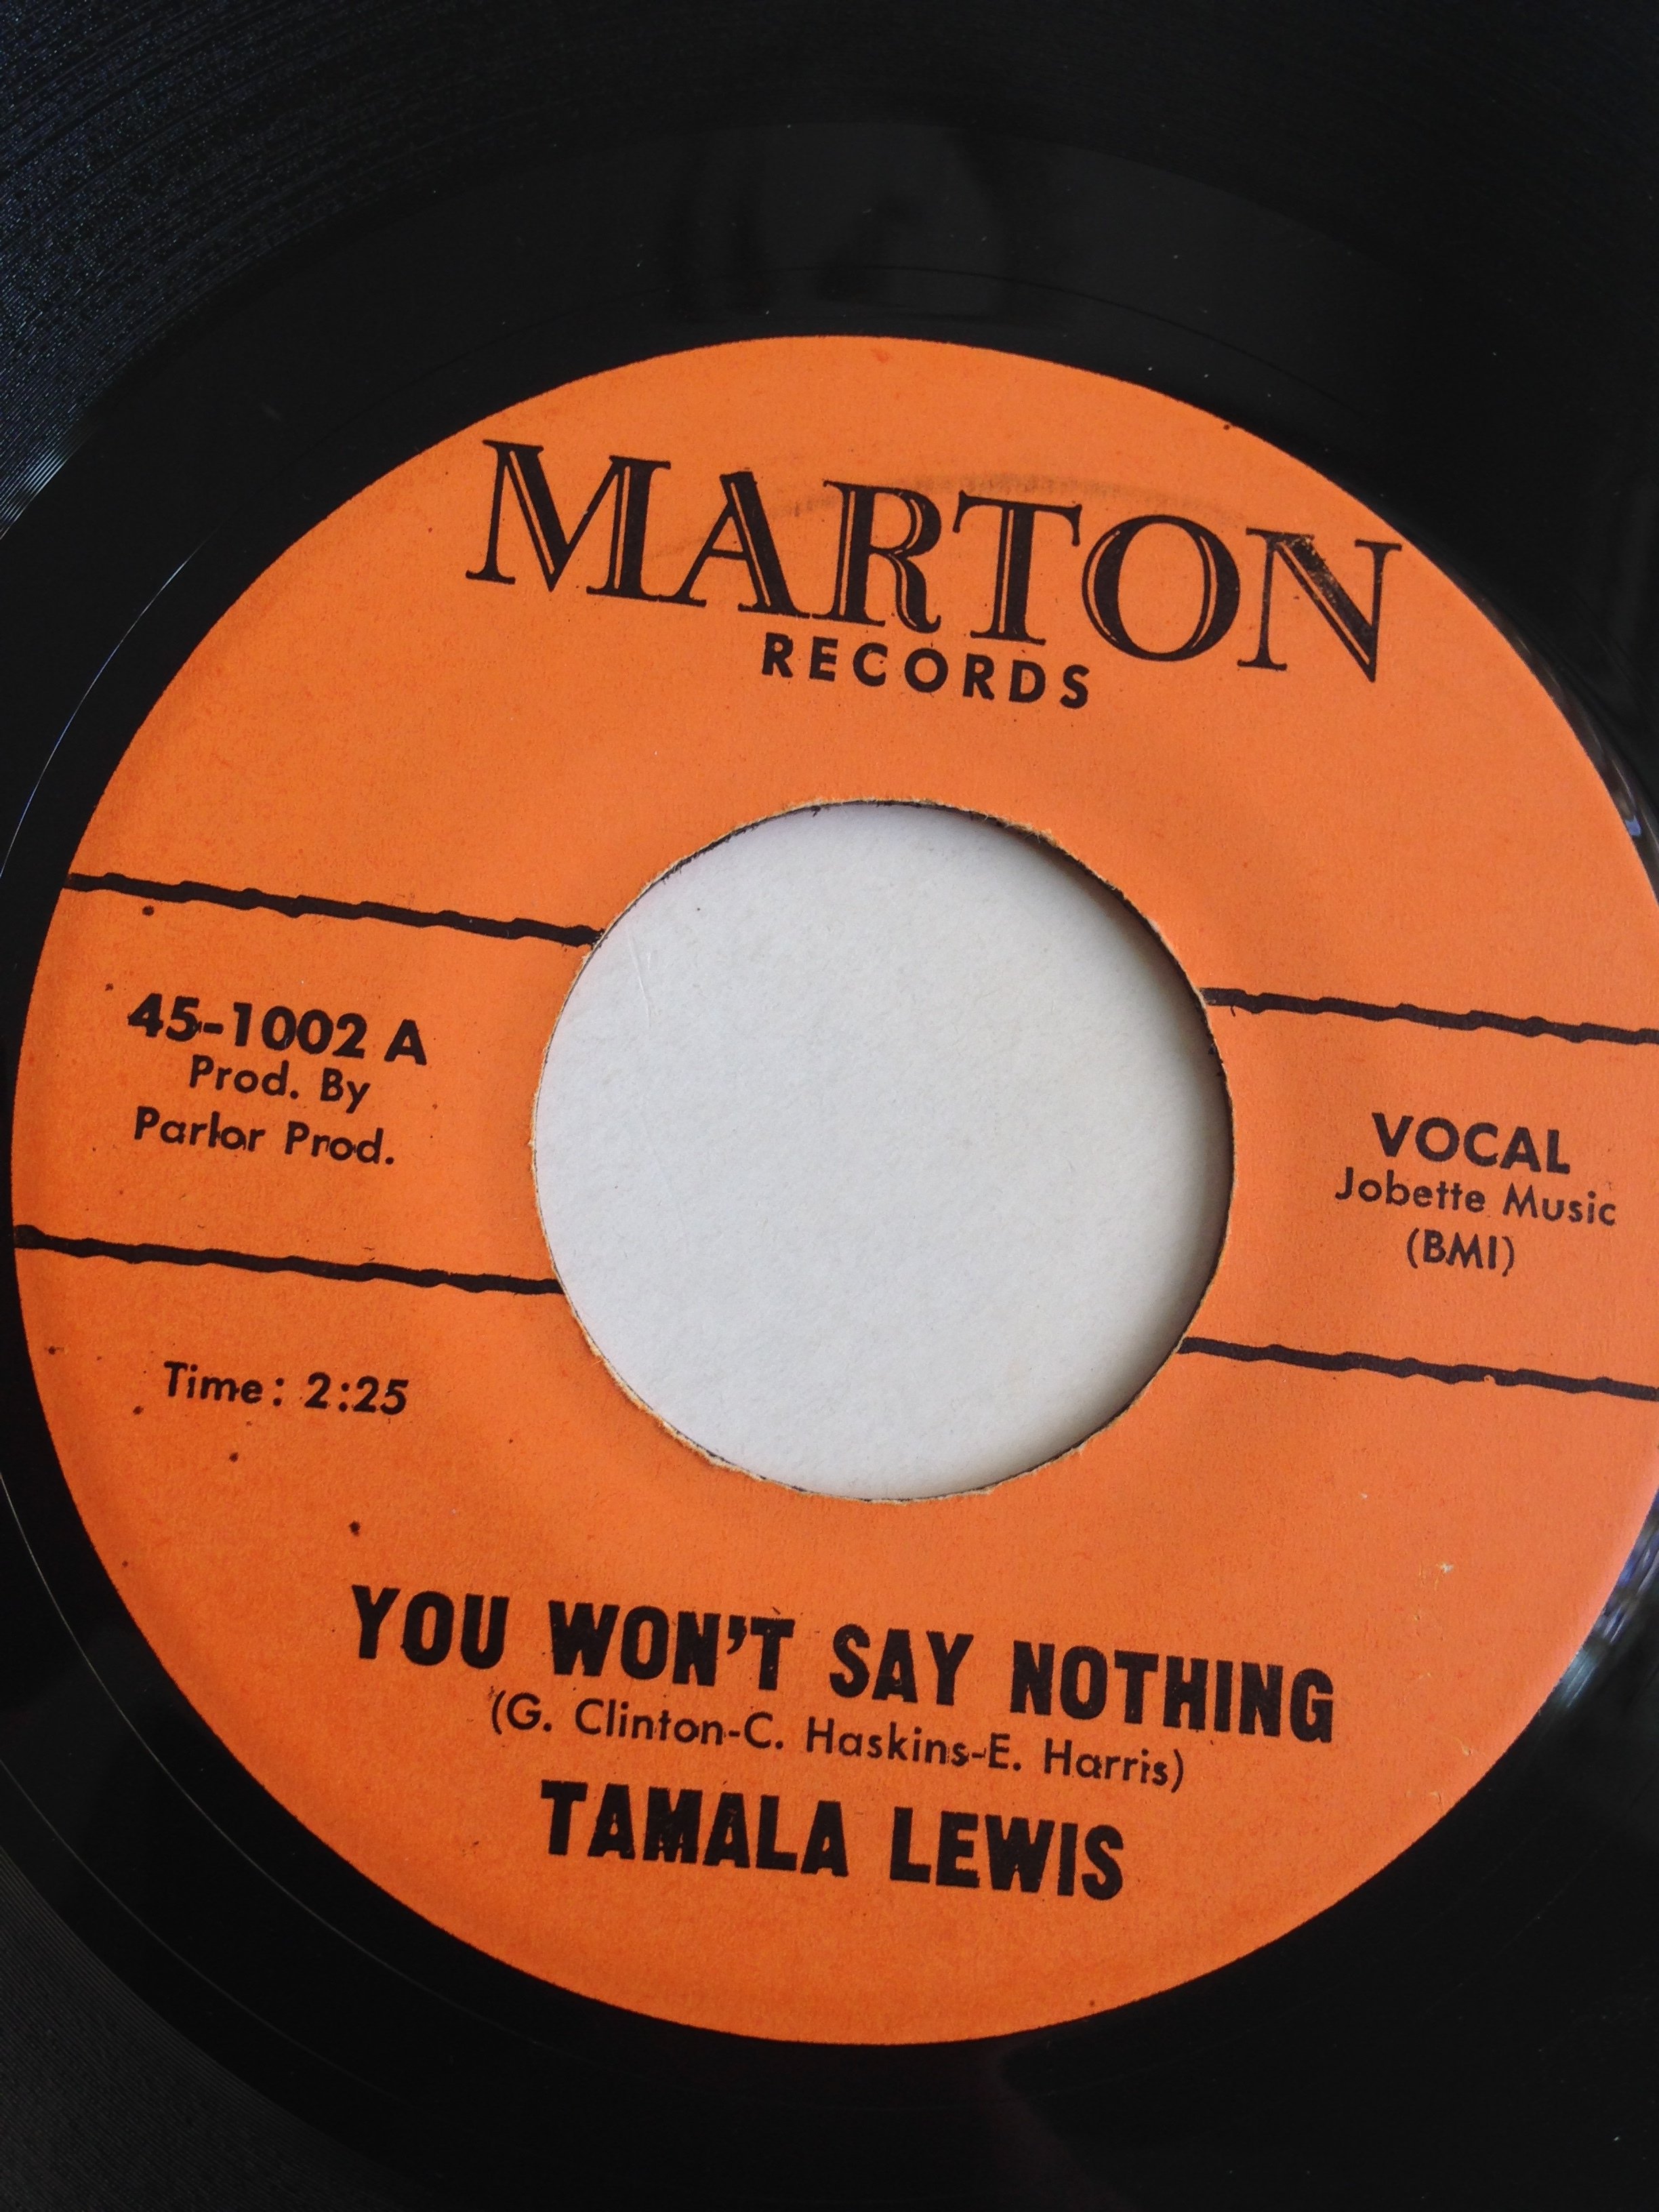 MARTON
RECORDS
45-1002 A
Prod. By
Parlor Prod.
VOCAL
Jobette Music
(BMI)
Time: 2:25
YOU WON'T SAY NOTHING
(G. Clinton-C. Haskins-E. Harris)
TAMALA LEWIS